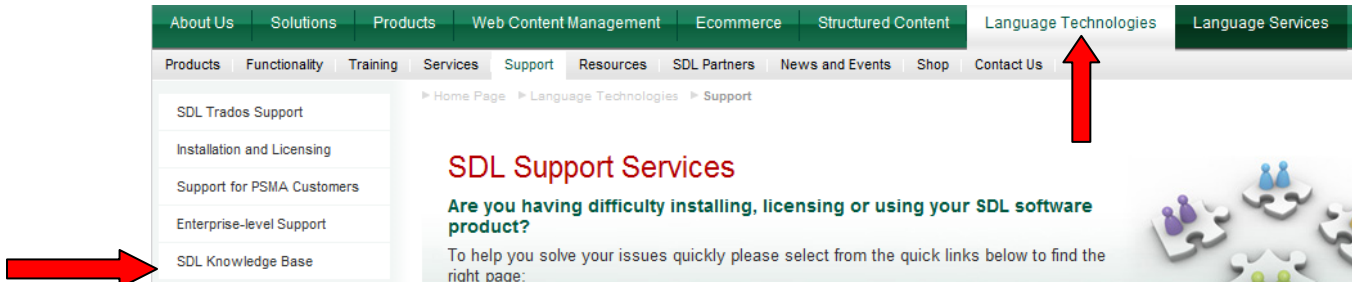 About Us Solutions Products Web Content Management Ecommerce Structured Content Language Technologies Language Services
Products Functionality Training Services Support Resources SDL Partners News and Events Shop Contact Us
Home Page Language Technologies Support
SDL Trados Support
Installation and Licensing
Support for PSMA Customers
Enterprise-level Support
SDL Knowledge Base
SDL Support Services
Are you having difficulty installing, licensing or using your SDL software
product?
To help you solve your issues quickly please select from the quick links below to find the
right page: